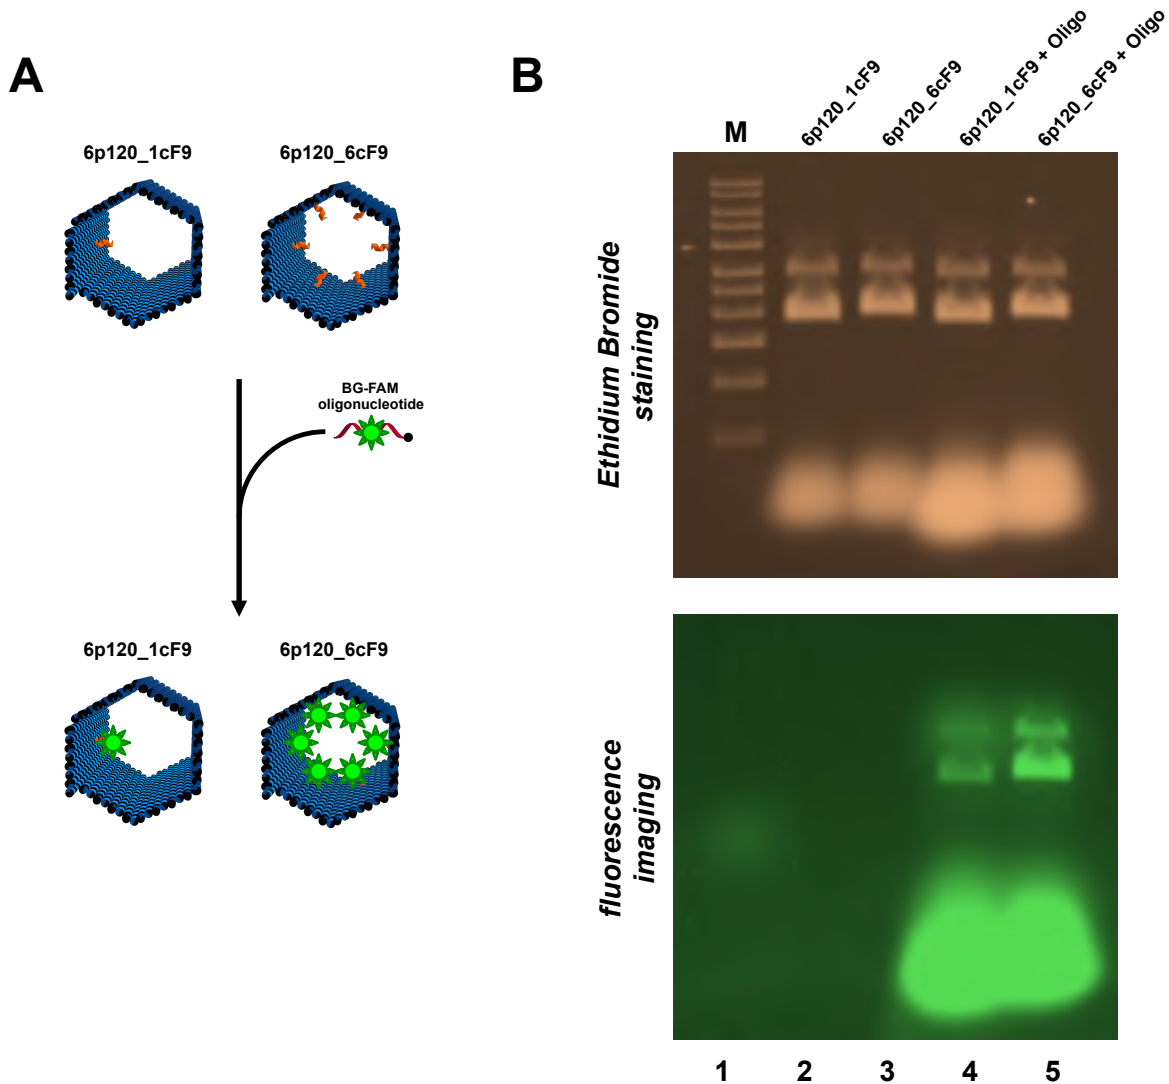 A
6p120_1cF9
6p120_6cF9
BG-FAM
oligonucleotide
6p120_1cF9
6p120_6cF9
B
M
6p120_1cF9
6p120_6cF9
6p120_1cF9 + Oligo
6p120_6cF9 + Oligo
Ethidium Bromide
staining
fluorescence
imaging
1
2
3
4
5